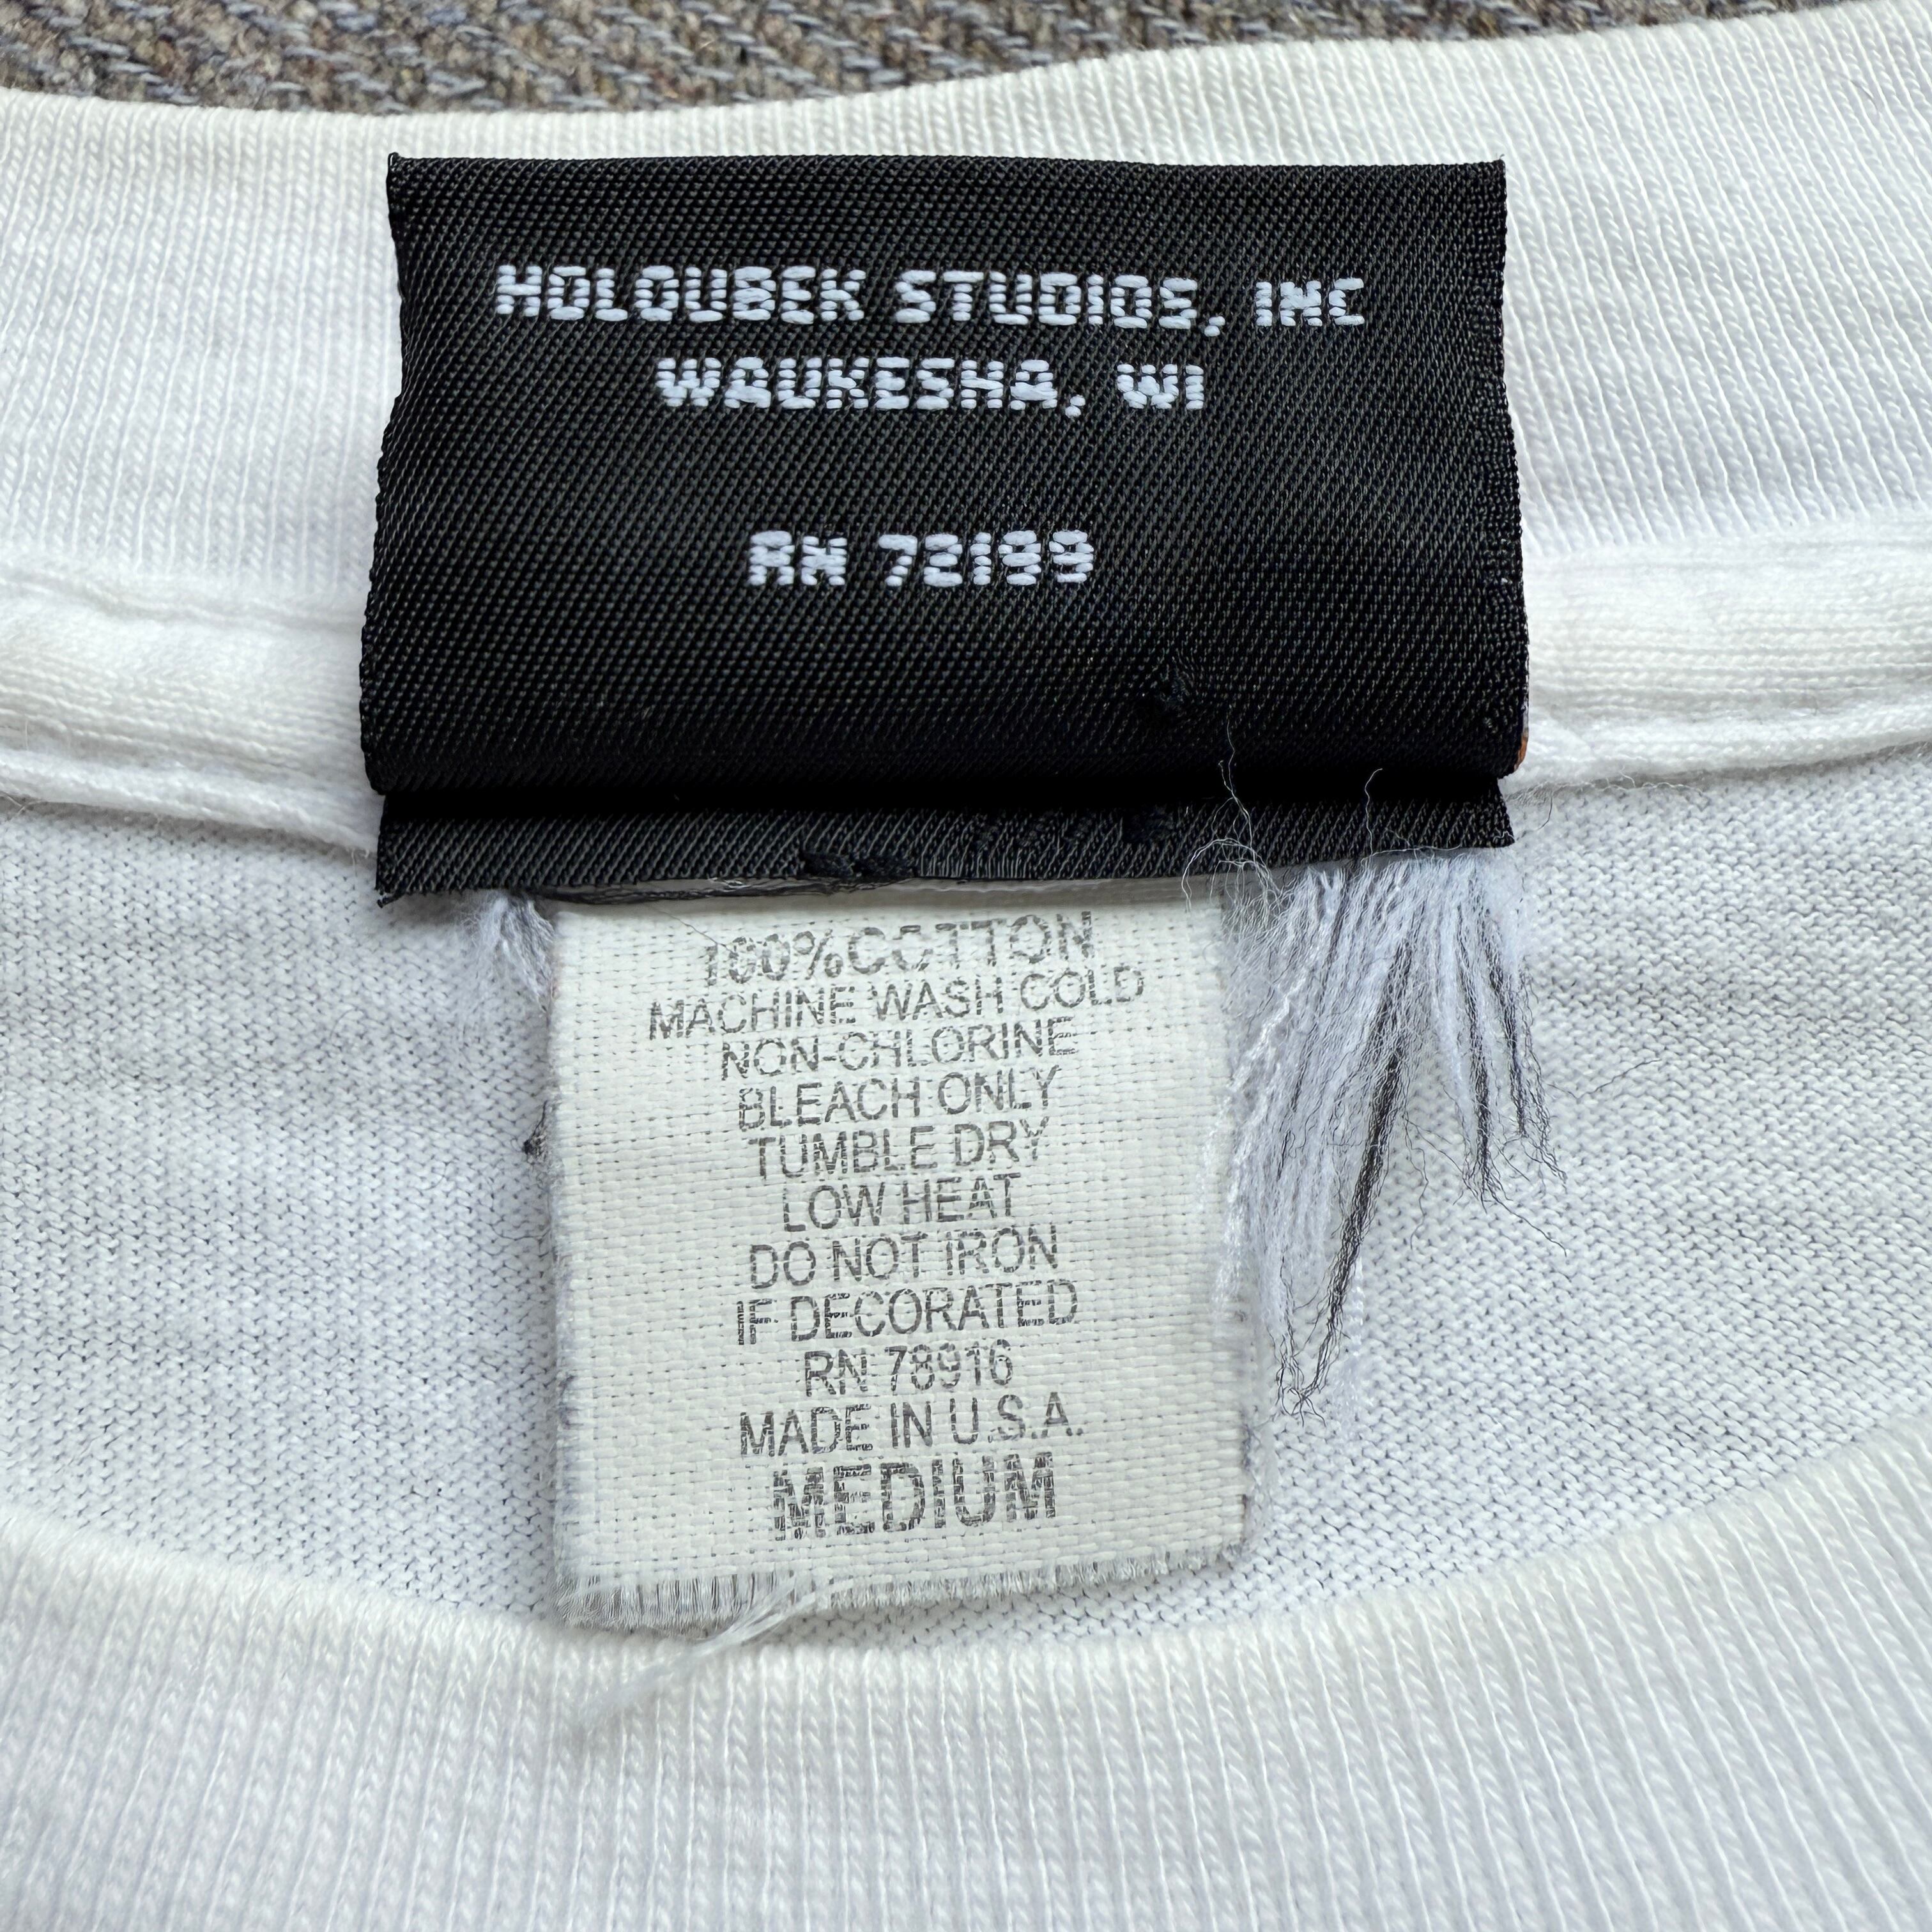 HOLOUBEK STUDIOS, INC
WAUKESHA, WI
RN 72199
100% COTTON
MACHINE WASH COLD
NON-CHLORINE
BLEACH ONLY
TUMBLE DRY
LOW HEAT
DO NOT IRON
IF DECORATED
RN 78916
MADE IN U.S.A.
MEDIUM